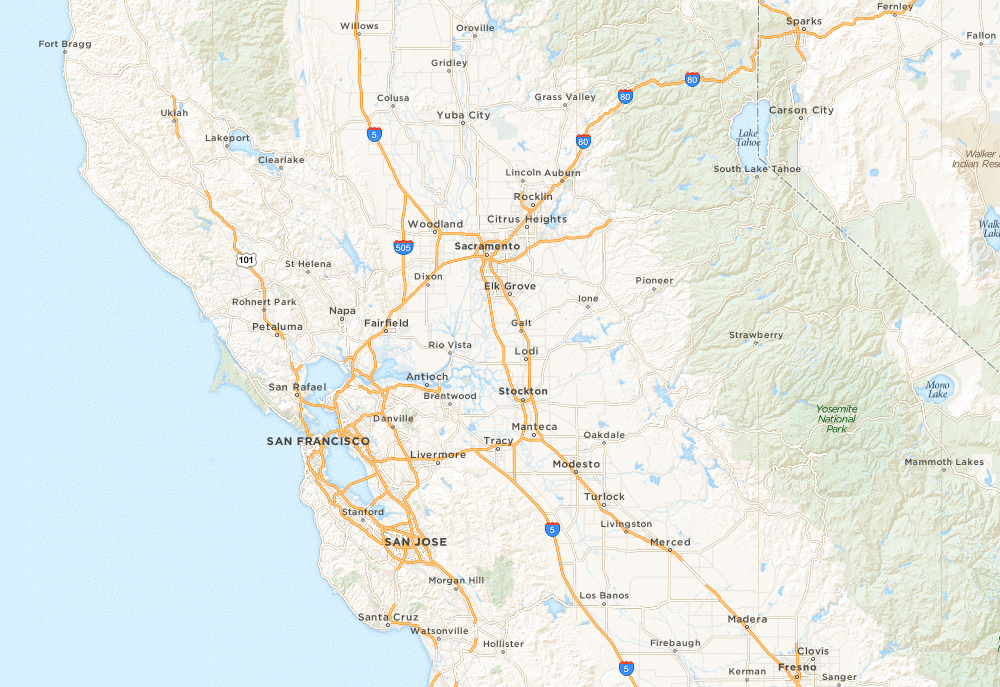 Fernley
Sparks
Willows
Oroville
Fallon
Fort Bragg
Gridley
80
80
Colusa
Grass Valley
Ukiah
Yuba City
Carson City
5
80
Lakeport
Lake
Tahoe
Clearlake
Walker
Indian Res
Lincoln
Auburn
South Lake Tahoe
Rocklin
Woodland
Citrus Heights
Walk
Lak
505
Sacramento
101
St Helena
Dixon
Elk Grove
Pioneer
Rohnert Park
Napa
Ione
Petaluma
Fairfield
Galt
Rio Vista
Lodi
Strawberry
San Rafael
Antioch
Brentwood
Stockton
Mono
Lake
Danville
Yosemite
National
Park
SAN FRANCISCO
Manteca
Tracy
Oakdale
Livermore
Modesto
Mammoth Lakes
Turlock
Stanford
Livingston
5
SAN JOSE
Merced
Morgan Hill
Los Banos
Santa Cruz
Watsonville
Madera
Hollister
Firebaugh
Clovis
5
Fresno
Kerman
Sanger